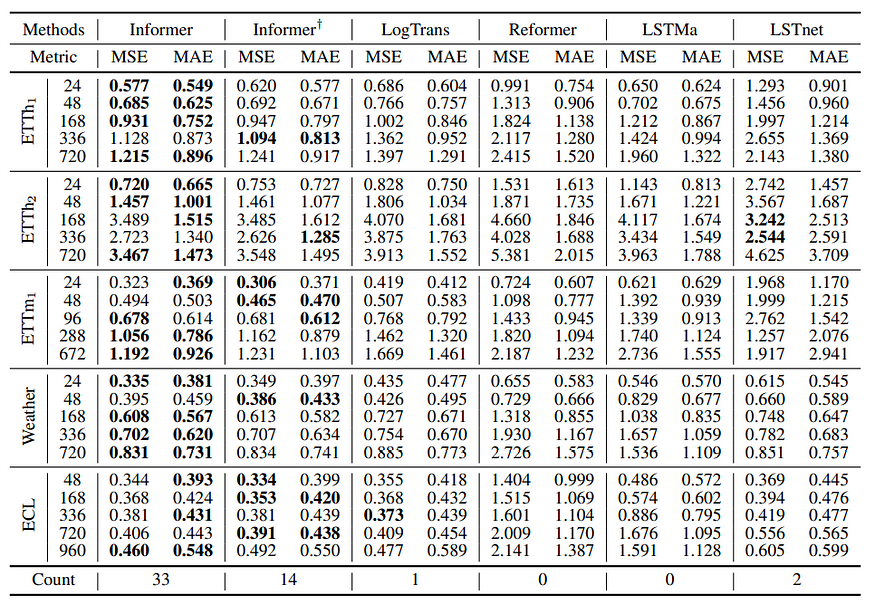 Methods Informer Informer† LogTrans Reformer LSTMa LSTnet
Metric MSE MAE MSE MAE MSE MAE MSE MAE MSE MAE MSE MAE
ETTh₁
24 0.577 0.549 0.620 0.577 0.686 0.604 0.991 0.754 0.650 0.624 1.293 0.901
48 0.685 0.625 0.692 0.671 0.766 0.757 1.313 0.906 0.702 0.675 1.456 0.960
168 0.931 0.752 0.947 0.797 1.002 0.846 1.824 1.138 1.212 0.867 1.997 1.214
336 1.128 0.873 1.094 0.813 1.362 0.952 2.117 1.280 1.424 0.994 2.655 1.369
720 1.215 0.896 1.241 0.917 1.397 1.291 2.415 1.520 1.960 1.322 2.143 1.380
ETTh₂
24 0.720 0.665 0.753 0.727 0.828 0.750 1.531 1.613 1.143 0.813 2.742 1.457
48 1.457 1.001 1.461 1.077 1.806 1.034 1.871 1.735 1.671 1.221 3.567 1.687
168 3.489 1.515 3.485 1.612 4.070 1.681 4.660 1.846 4.117 1.674 3.242 2.513
336 2.723 1.340 2.626 1.285 3.875 1.763 4.028 1.688 3.434 1.549 2.544 2.591
720 3.467 1.473 3.548 1.495 3.913 1.552 5.381 2.015 3.963 1.788 4.625 3.709
ETTm₁
24 0.323 0.369 0.306 0.371 0.419 0.412 0.724 0.607 0.621 0.629 1.968 1.170
48 0.494 0.503 0.465 0.470 0.507 0.583 1.098 0.777 1.392 0.939 1.999 1.215
96 0.678 0.614 0.681 0.612 0.768 0.792 1.433 0.945 1.339 0.913 2.762 1.542
288 1.056 0.786 1.162 0.879 1.462 1.320 1.820 1.094 1.740 1.124 1.257 2.076
672 1.192 0.926 1.231 1.103 1.669 1.461 2.187 1.232 2.736 1.555 1.917 2.941
Weather
24 0.335 0.381 0.349 0.397 0.435 0.477 0.655 0.583 0.546 0.570 0.615 0.545
48 0.395 0.459 0.386 0.433 0.426 0.495 0.729 0.666 0.829 0.677 0.660 0.589
168 0.608 0.567 0.613 0.582 0.727 0.671 1.318 0.855 1.038 0.835 0.748 0.647
336 0.702 0.620 0.707 0.634 0.754 0.670 1.930 1.167 1.657 1.059 0.782 0.683
720 0.831 0.731 0.834 0.741 0.885 0.773 2.726 1.575 1.536 1.109 0.851 0.757
ECL
48 0.344 0.393 0.334 0.399 0.355 0.418 1.404 0.999 0.486 0.572 0.369 0.445
168 0.368 0.424 0.353 0.420 0.368 0.432 1.515 1.069 0.574 0.602 0.394 0.476
336 0.381 0.431 0.381 0.439 0.373 0.439 1.601 1.104 0.886 0.795 0.419 0.477
720 0.406 0.443 0.391 0.438 0.409 0.454 2.009 1.170 1.676 1.095 0.556 0.565
960 0.460 0.548 0.492 0.550 0.477 0.589 2.141 1.387 1.591 1.128 0.605 0.599
Count 33 14 1 0 0 2